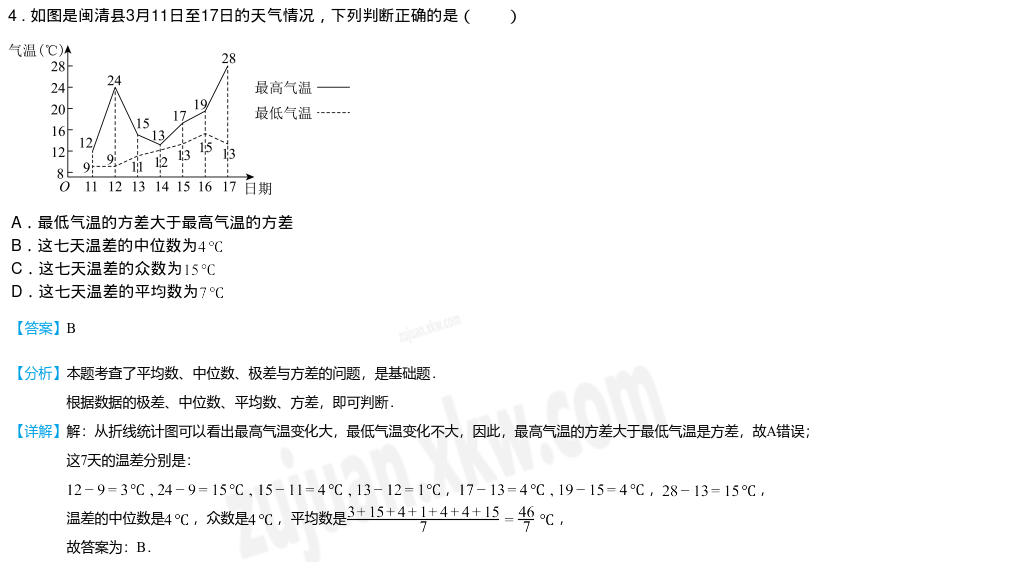 4．如图是闽清县3月11日至17日的天气情况，下列判断正确的是（　　）
气温(℃)
28
24
20
16
12
8
O
12
24
15
13
17
19
28
9
9
11
12
13
15
13
11 12 13 14 15 16 17 日期
最高气温
最低气温
A．最低气温的方差大于最高气温的方差
B．这七天温差的中位数为4℃
C．这七天温差的众数为15℃
D．这七天温差的平均数为7℃
【答案】B
【分析】本题考查了平均数、中位数、极差与方差的问题，是基础题．
根据数据的极差、中位数、平均数、方差，即可判断．
【详解】解：从折线统计图可以看出最高气温变化大，最低气温变化不大，因此，最高气温的方差大于最低气温是方差，故A错误；
这7天的温差分别是：
12－9＝3℃，24－9＝15℃，15－11＝4℃，13－12＝1℃，17－13＝4℃，19－15＝4℃，28－13＝15℃，
温差的中位数是4℃，众数是4℃，平均数是(3+15+4+1+4+4+15)/7 = 46/7 ℃，
故答案为：B．
zujuan.xkw.com
zujuan.xkw.com